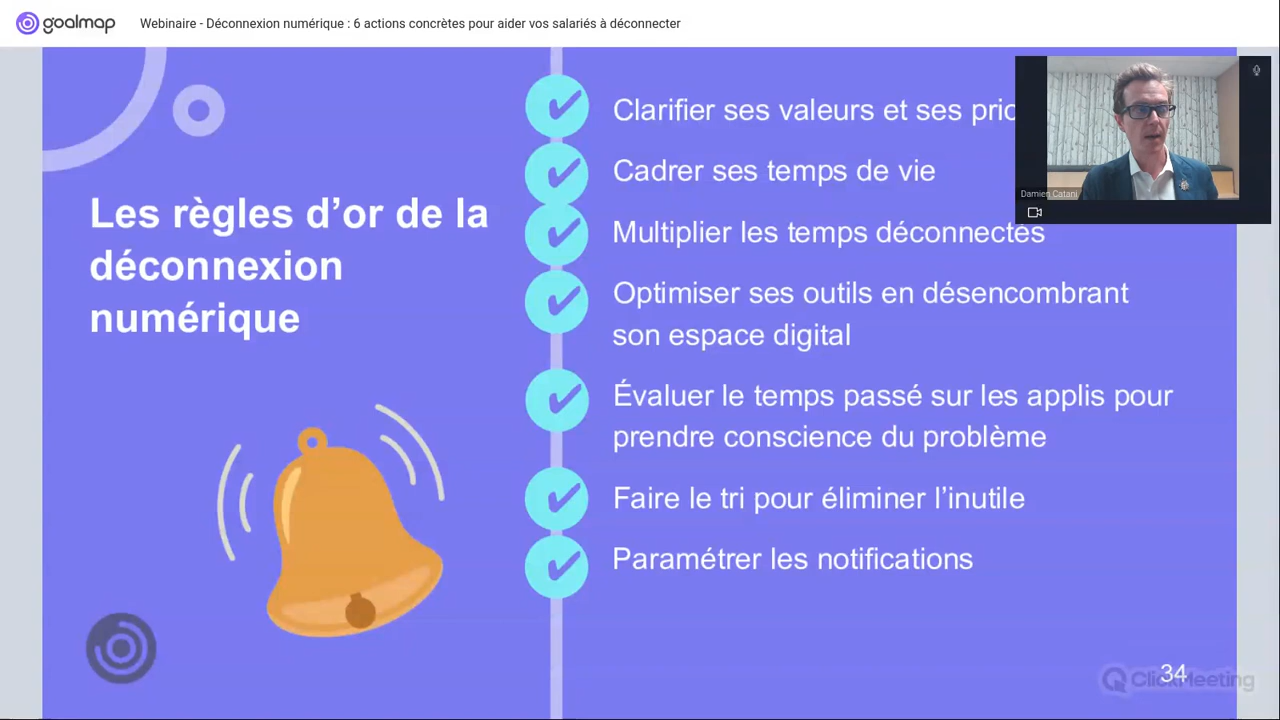 goalmap
Webinaire - Déconnexion numérique : 6 actions concrètes pour aider vos salariés à déconnecter
Les règles d’or de la
déconnexion
numérique
Clarifier ses valeurs et ses
Cadrer ses temps de vie
Multiplier les temps déconnectés
Optimiser ses outils en désencombrant
son espace digital
Évaluer le temps passé sur les applis pour
prendre conscience du problème
Faire le tri pour éliminer l’inutile
Paramétrer les notifications
Damien Catani
34
ClickMeeting